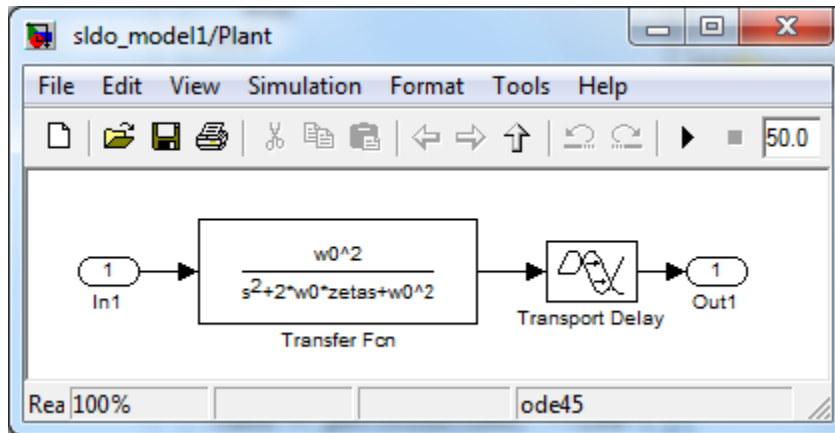 sldo_model1/Plant
File Edit View Simulation Format Tools Help
50.0
w0^2
s2+2*w0*zetas+w0^2
1
1
In1
Transfer Fcn
Transport Delay
Out1
Rea 100% ode45